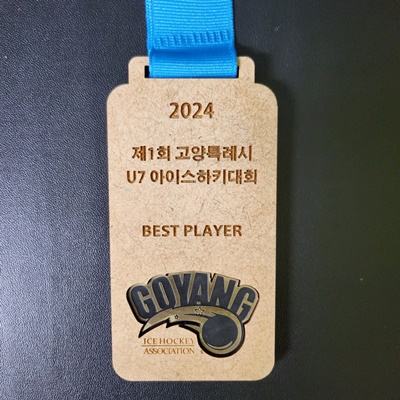 2024
제1회 고양특례시
U7 아이스하키대회
BEST PLAYER
GOYANG
ICE HOCKEY
ASSOCIATION